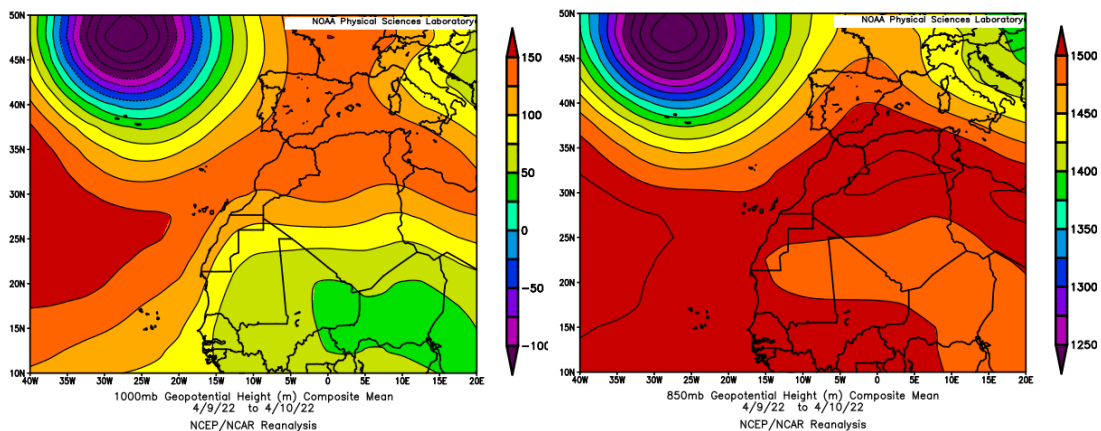 NOAA Physical Sciences Laboratory
50N
45N
40N
35N
30N
25N
20N
15N
10N
40W 35W 30W 25W 20W 15W 10W 5W 0 5E 10E 15E 20E
150
100
50
0
−50
−100
1000mb Geopotential Height (m) Composite Mean
4/9/22 to 4/10/22
NCEP/NCAR Reanalysis
NOAA Physical Sciences Laboratory
50N
45N
40N
35N
30N
25N
20N
15N
10N
40W 35W 30W 25W 20W 15W 10W 5W 0 5E 10E 15E 20E
1500
1450
1400
1350
1300
1250
850mb Geopotential Height (m) Composite Mean
4/9/22 to 4/10/22
NCEP/NCAR Reanalysis